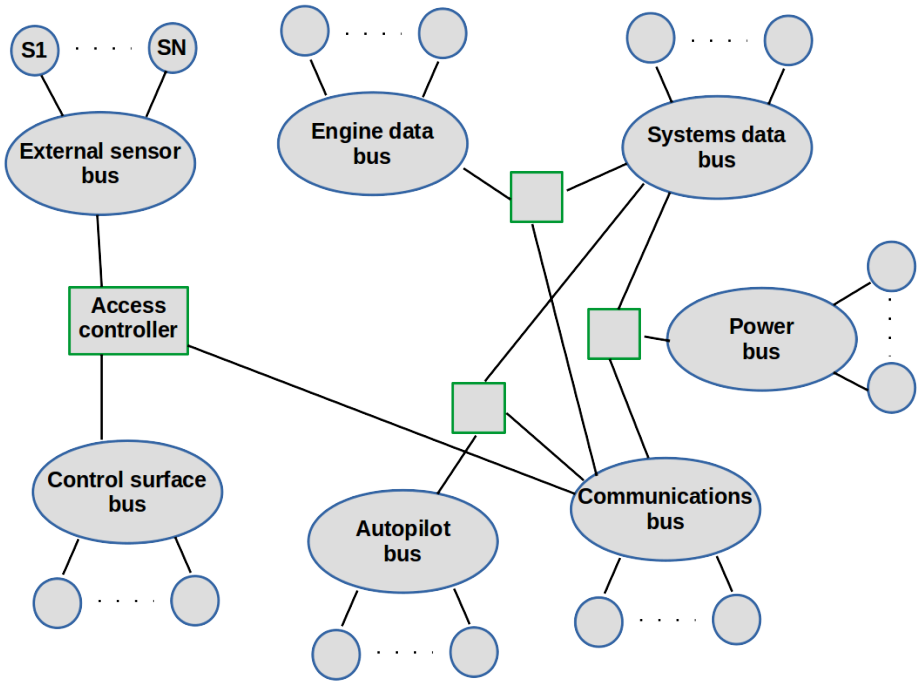 S1 . . . . SN
External sensor
bus
Engine data
bus
Systems data
bus
Access
controller
Power
bus
Control surface
bus
Autopilot
bus
Communications
bus